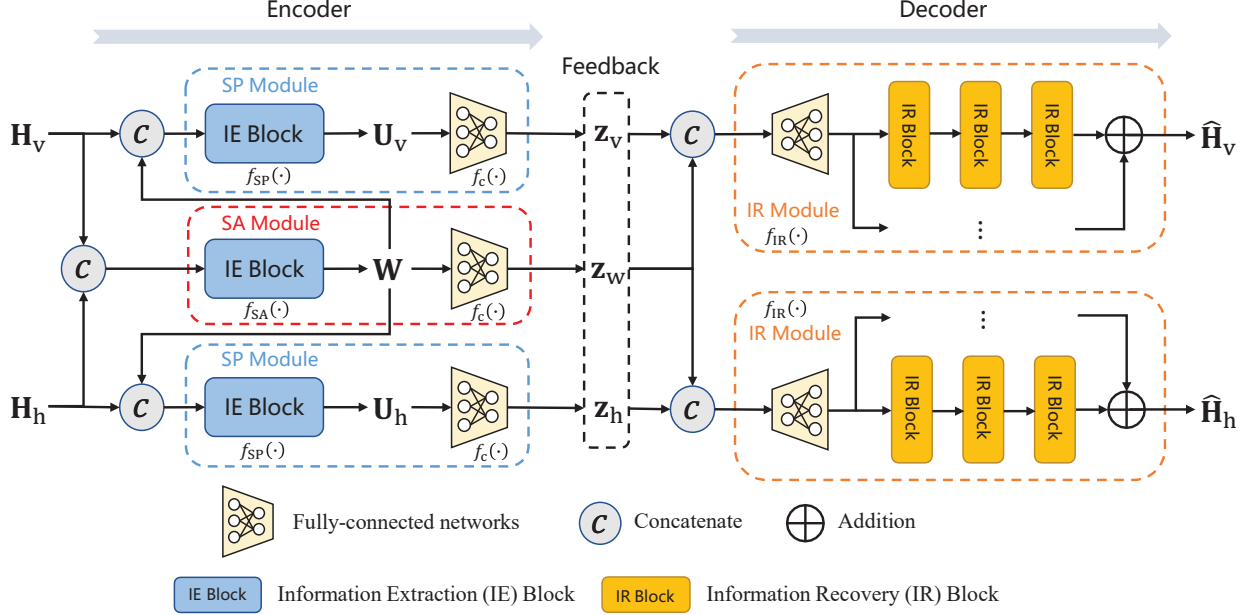 Encoder
Decoder
Feedback
SP Module
H_v
C
IE Block
U_v
f_SP(·)
f_c(·)
z_v
C
IR Block
IR Block
IR Block
Ĥ_v
IR Module
f_IR(·)
⋯
SA Module
C
IE Block
W
f_SA(·)
f_c(·)
z_w
f_IR(·)
IR Module
⋯
SP Module
H_h
C
IE Block
U_h
f_SP(·)
f_c(·)
z_h
C
IR Block
IR Block
IR Block
Ĥ_h
Fully-connected networks
C
Concatenate
Addition
IE Block
Information Extraction (IE) Block
IR Block
Information Recovery (IR) Block